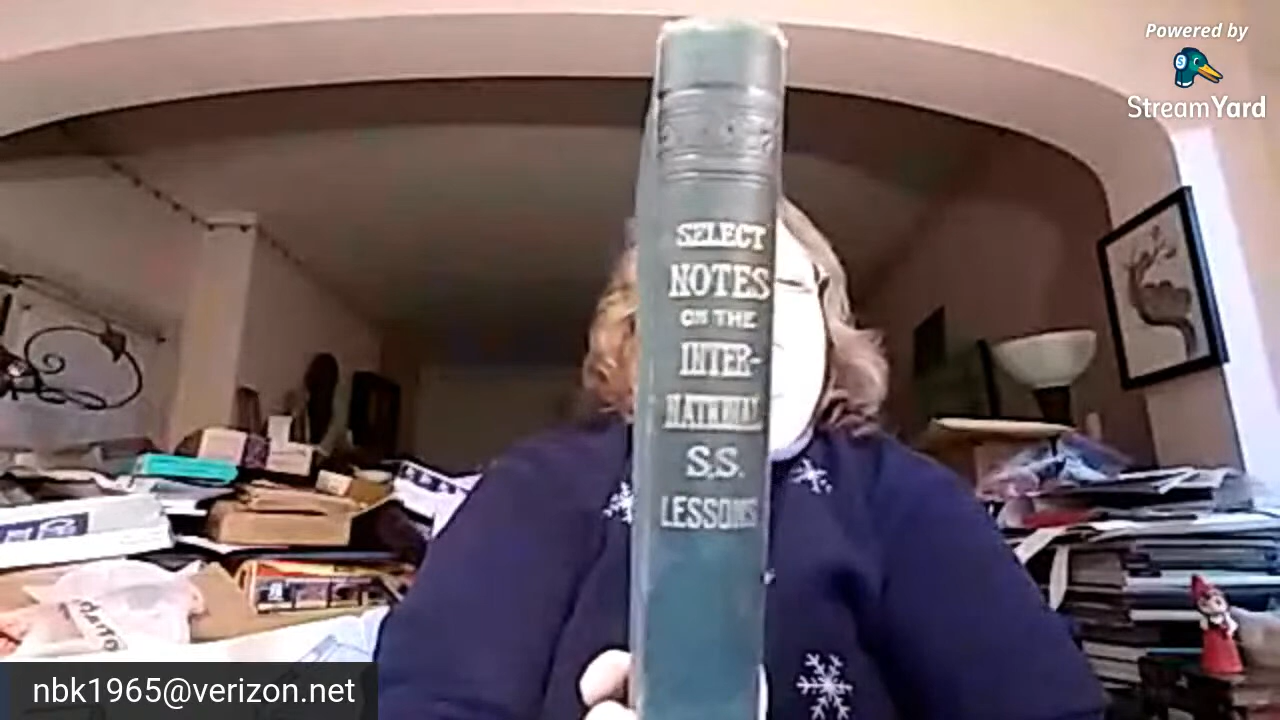 Powered by
StreamYard
SELECT
NOTES
ON THE
INTER-
NATIONAL
S.S.
LESSONS
nbk1965@verizon.net